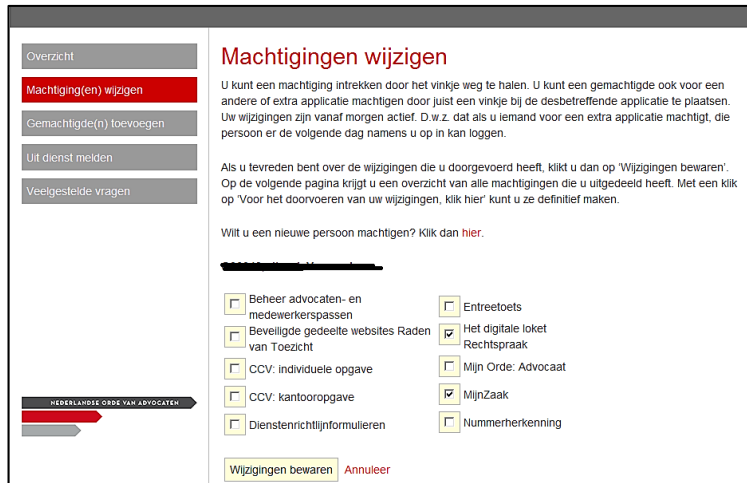 Overzicht
Machtiging(en) wijzigen
Gemachtigde(n) toevoegen
Uit dienst melden
Veelgestelde vragen
NEDERLANDSE ORDE VAN ADVOCATEN
Machtigingen wijzigen
U kunt een machtiging intrekken door het vinkje weg te halen. U kunt een gemachtigde ook voor een
andere of extra applicatie machtigen door juist een vinkje bij de desbetreffende applicatie te plaatsen.
Uw wijzigingen zijn vanaf morgen actief. D.w.z. dat als u iemand voor een extra applicatie machtigt, die
persoon er de volgende dag namens u op in kan loggen.
Als u tevreden bent over de wijzigingen die u doorgevoerd heeft, klikt u dan op 'Wijzigingen bewaren'.
Op de volgende pagina krijgt u een overzicht van alle machtigingen die u uitgedeeld heeft. Met een klik
op 'Voor het doorvoeren van uw wijzigingen, klik hier' kunt u ze definitief maken.
Wilt u een nieuwe persoon machtigen? Klik dan hier.
Beheer advocaten- en
medewerkerspassen
Beveiligde gedeelte websites Raden
van Toezicht
CCV: individuele opgave
CCV: kantooropgave
Dienstenrichtlijnformulieren
Entreetoets
Het digitale loket
Rechtspraak
Mijn Orde: Advocaat
MijnZaak
Nummerherkenning
Wijzigingen bewaren Annuleer